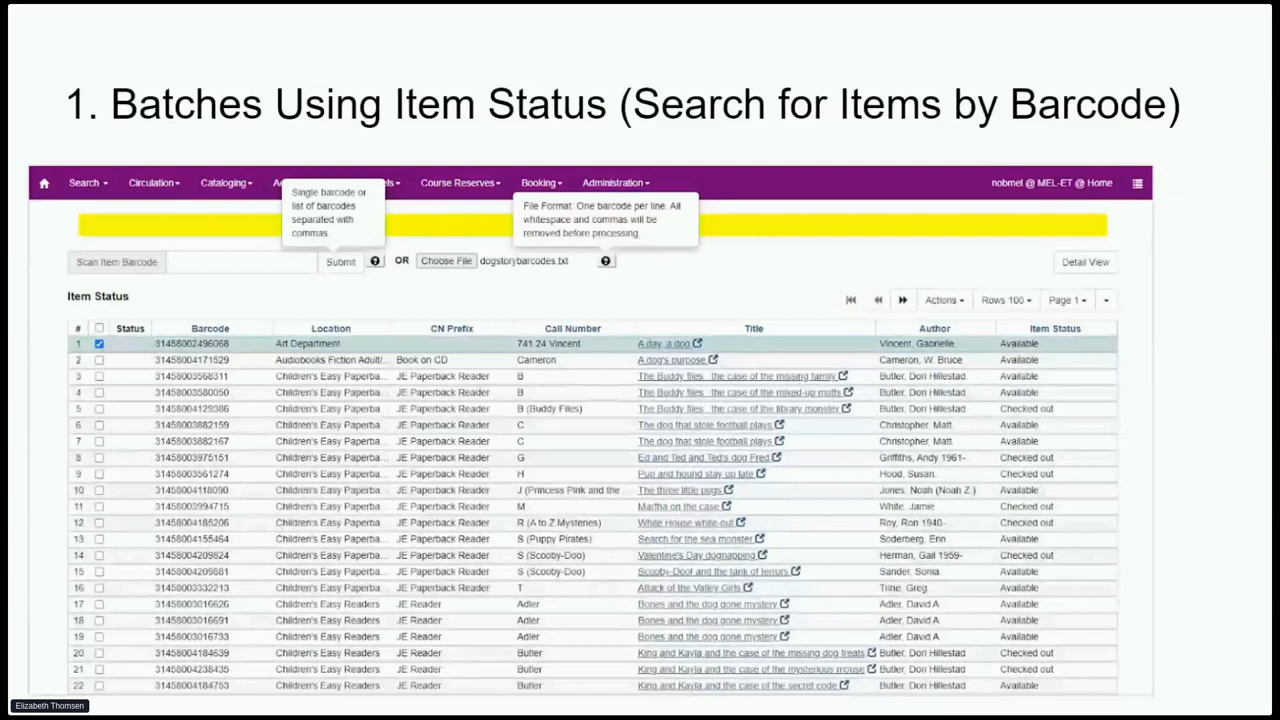 1. Batches Using Item Status (Search for Items by Barcode)
Search Circulation Cataloging Course Reserves Booking Administration nobmel @ MEL-ET @ Home
Single barcode or
list of barcodes
separated with
commas.
File Format: One barcode per line. All
whitespace and commas will be
removed before processing.
Scan Item Barcode Submit OR Choose File dogstorybarcodes.txt Detail View
Item Status Actions Rows 100 Page 1
# Status Barcode Location CN Prefix Call Number Title Author Item Status
1 31458002496068 Art Department 741.24 Vincent A day, a dog Vincent, Gabrielle. Available
2 31458004171529 Audiobooks Fiction Adult/... Book on CD Cameron A dog's purpose Cameron, W. Bruce Available
3 31458003568311 Children's Easy Paperba... JE Paperback Reader B The Buddy files the case of the missing family Butler, Dori Hillestad. Available
4 31458003580050 Children's Easy Paperba... JE Paperback Reader B The Buddy files the case of the mixed-up mutts Butler, Dori Hillestad. Available
5 31458004129386 Children's Easy Paperba... JE Paperback Reader B (Buddy Files) The Buddy files the case of the library monster Butler, Dori Hillestad. Checked out
6 31458003882159 Children's Easy Paperba... JE Paperback Reader C The dog that stole football plays Christopher, Matt. Available
7 31458003882167 Children's Easy Paperba... JE Paperback Reader C The dog that stole football plays Christopher, Matt. Available
8 31458003975151 Children's Easy Paperba... JE Paperback Reader G Ed and Ted and Ted's dog Fred Griffiths, Andy 1961- Checked out
9 31458003561274 Children's Easy Paperba... JE Paperback Reader H Pup and hound stay up late Hood, Susan. Checked out
10 31458004118090 Children's Easy Paperba... JE Paperback Reader J (Princess Pink and the ... The three little pugs Jones, Noah (Noah Z.) Available
11 31458003994715 Children's Easy Paperba... JE Paperback Reader M Martha on the case White, Jamie Checked out
12 31458004185206 Children's Easy Paperba... JE Paperback Reader R (A to Z Mysteries) White House white-out Roy, Ron 1940- Checked out
13 31458004155464 Children's Easy Paperba... JE Paperback Reader S (Puppy Pirates) Search for the sea monster Soderberg, Erin Available
14 31458004209824 Children's Easy Paperba... JE Paperback Reader S (Scooby-Doo) Valentine's Day dognapping Herman, Gail 1959- Checked out
15 31458004209881 Children's Easy Paperba... JE Paperback Reader S (Scooby-Doo) Scooby-Doo! and the tank of terrors Sander, Sonia. Available
16 31458003332213 Children's Easy Paperba... JE Paperback Reader T Attack of the Valley Girls Trine, Greg Available
17 31458003016626 Children's Easy Readers JE Reader Adler Bones and the dog gone mystery Adler, David A. Available
18 31458003016691 Children's Easy Readers JE Reader Adler Bones and the dog gone mystery Adler, David A. Available
19 31458003016733 Children's Easy Readers JE Reader Adler Bones and the dog gone mystery Adler, David A. Available
20 31458004184639 Children's Easy Readers JE Reader Butler King and Kayla and the case of the missing dog treats Butler, Dori Hillestad Checked out
21 31458004238435 Children's Easy Readers JE Reader Butler King and Kayla and the case of the mysterious mouse Butler, Dori Hillestad Checked out
22 31458004184753 Children's Easy Readers JE Reader Butler King and Kayla and the case of the secret code Butler, Dori Hillestad Available
Elizabeth Thomsen